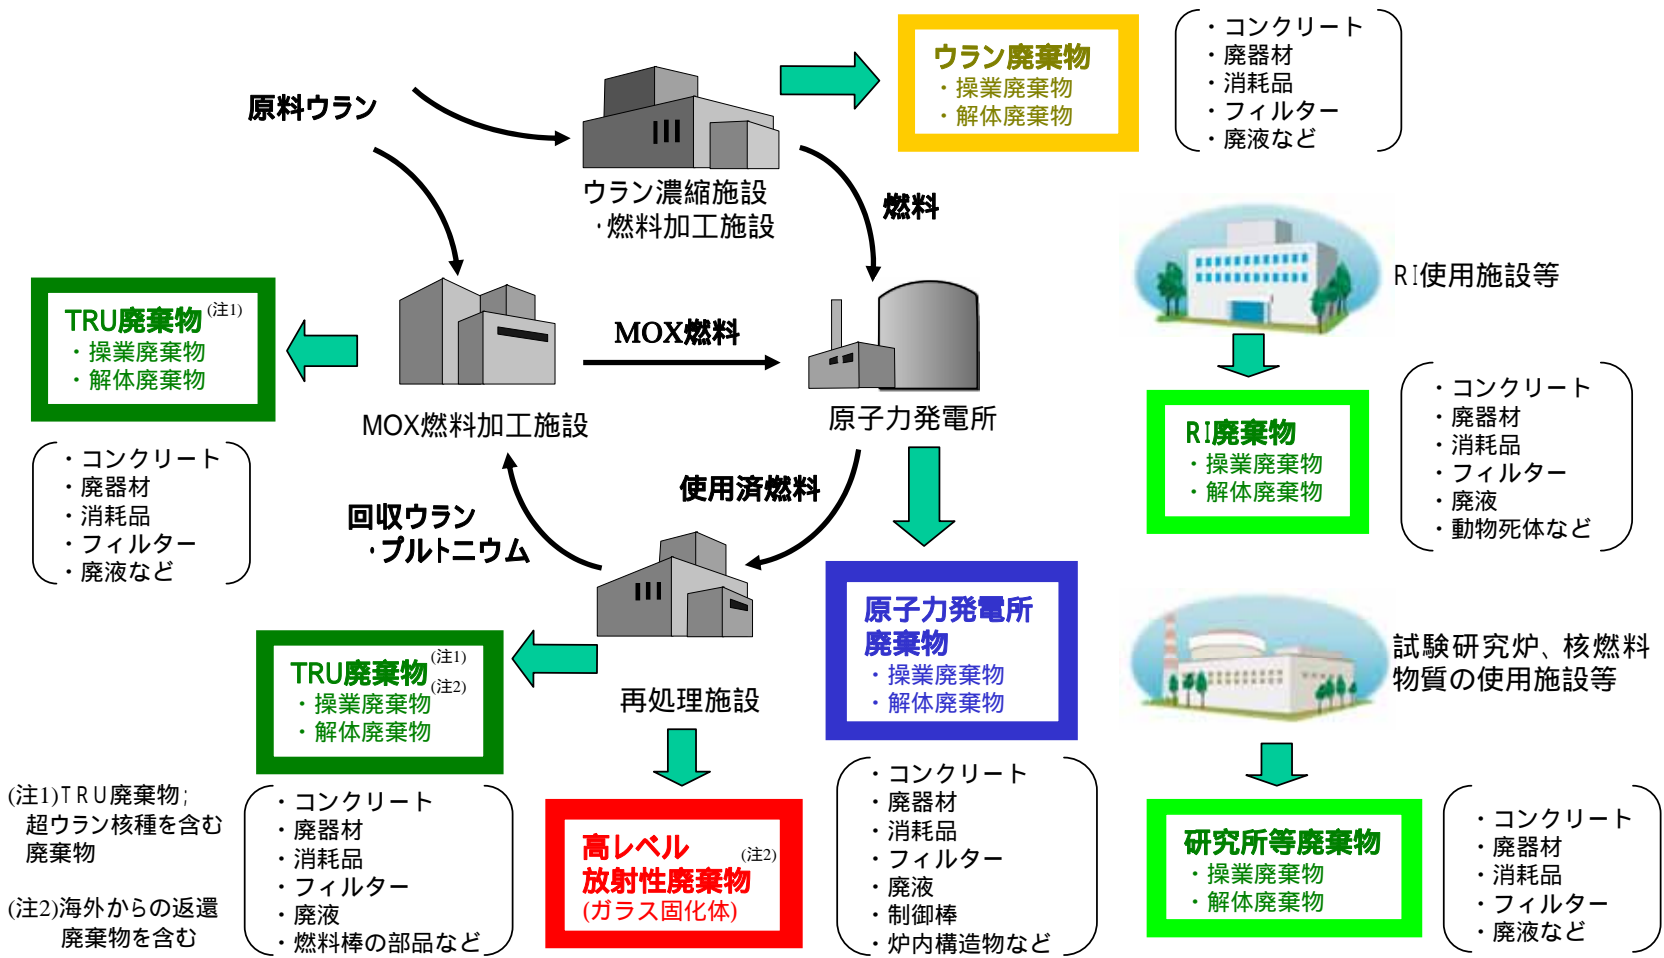 原料ウラン
ウラン濃縮施設
・燃料加工施設
ウラン廃棄物
・操業廃棄物
・解体廃棄物
・コンクリート
・廃器材
・消耗品
・フィルター
・廃液など
燃料
TRU廃棄物(注1)
・操業廃棄物
・解体廃棄物
・コンクリート
・廃器材
・消耗品
・フィルター
・廃液など
MOX燃料加工施設
MOX燃料
原子力発電所
使用済燃料
回収ウラン
・プルトニウム
再処理施設
TRU廃棄物(注1)
(注2)
・操業廃棄物
・解体廃棄物
・コンクリート
・廃器材
・消耗品
・フィルター
・廃液
・燃料棒の部品など
高レベル
放射性廃棄物(注2)
(ガラス固化体)
原子力発電所
廃棄物
・操業廃棄物
・解体廃棄物
・コンクリート
・廃器材
・消耗品
・フィルター
・廃液
・制御棒
・炉内構造物など
RI使用施設等
RI廃棄物
・操業廃棄物
・解体廃棄物
・コンクリート
・廃器材
・消耗品
・フィルター
・廃液
・動物死体など
試験研究炉、核燃料
物質の使用施設等
研究所等廃棄物
・操業廃棄物
・解体廃棄物
・コンクリート
・廃器材
・消耗品
・フィルター
・廃液など
(注1)TRU廃棄物;
超ウラン核種を含む
廃棄物
(注2)海外からの返還
廃棄物を含む